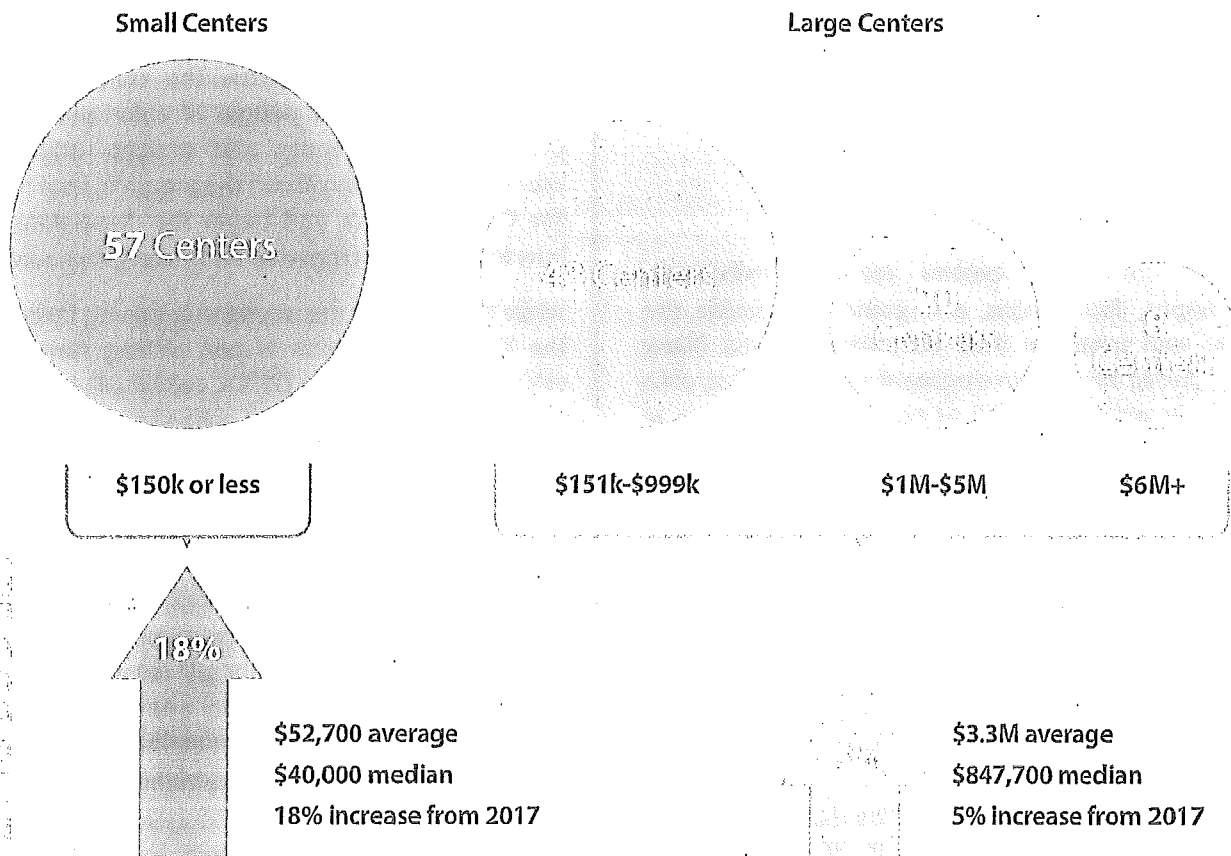 Small Centers
Large Centers
57 Centers
Centers
$150k or less
$151k-$999k
$1M-$5M
$6M+
18%
$52,700 average
$40,000 median
18% increase from 2017
$3.3M average
$847,700 median
5% increase from 2017